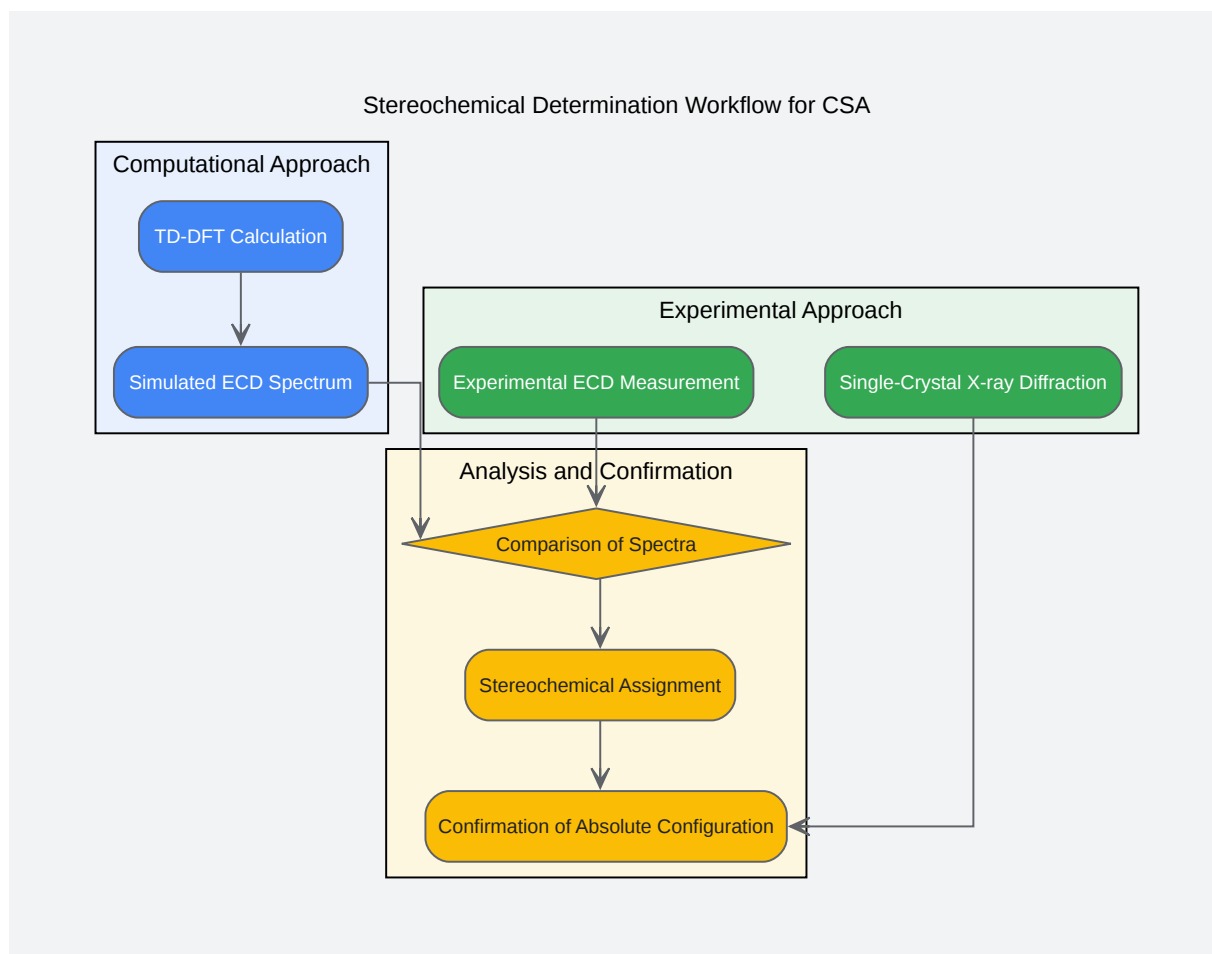 Stereochemical Determination Workflow for CSA
Computational Approach
TD-DFT Calculation
Simulated ECD Spectrum
Experimental Approach
Experimental ECD Measurement
Single-Crystal X-ray Diffraction
Analysis and Confirmation
Comparison of Spectra
Stereochemical Assignment
Confirmation of Absolute Configuration